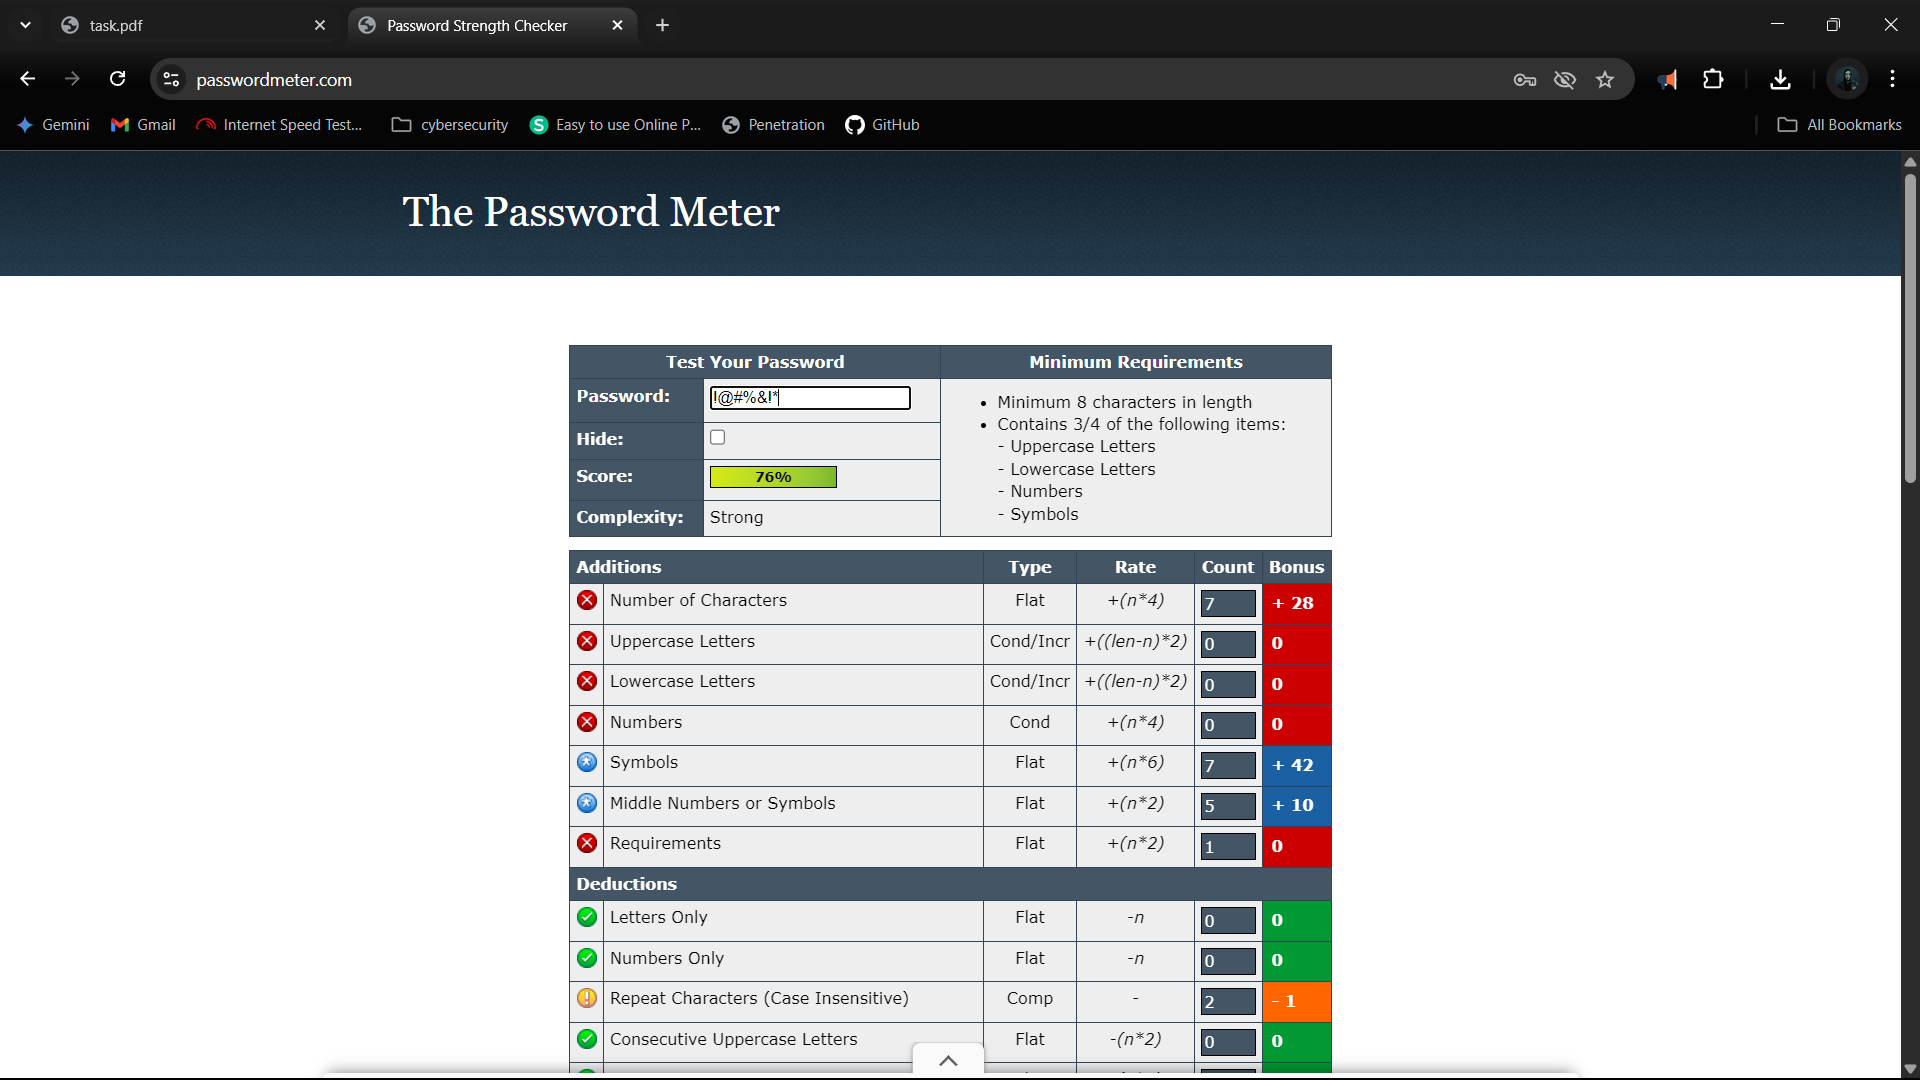 task.pdf
Password Strength Checker
passwordmeter.com
Gemini
Gmail
Internet Speed Test...
cybersecurity
Easy to use Online P...
Penetration
GitHub
All Bookmarks
The Password Meter
Test Your Password
Minimum Requirements
Password:
!@#%&!*
Hide:
Score:
76%
Complexity:
Strong
• Minimum 8 characters in length
• Contains 3/4 of the following items:
- Uppercase Letters
- Lowercase Letters
- Numbers
- Symbols
Additions Type Rate Count Bonus
Number of Characters Flat +(n*4) 7 + 28
Uppercase Letters Cond/Incr +((len-n)*2) 0 0
Lowercase Letters Cond/Incr +((len-n)*2) 0 0
Numbers Cond +(n*4) 0 0
Symbols Flat +(n*6) 7 + 42
Middle Numbers or Symbols Flat +(n*2) 5 + 10
Requirements Flat +(n*2) 1 0
Deductions
Letters Only Flat -n 0 0
Numbers Only Flat -n 0 0
Repeat Characters (Case Insensitive) Comp - 2 - 1
Consecutive Uppercase Letters Flat -(n*2) 0 0